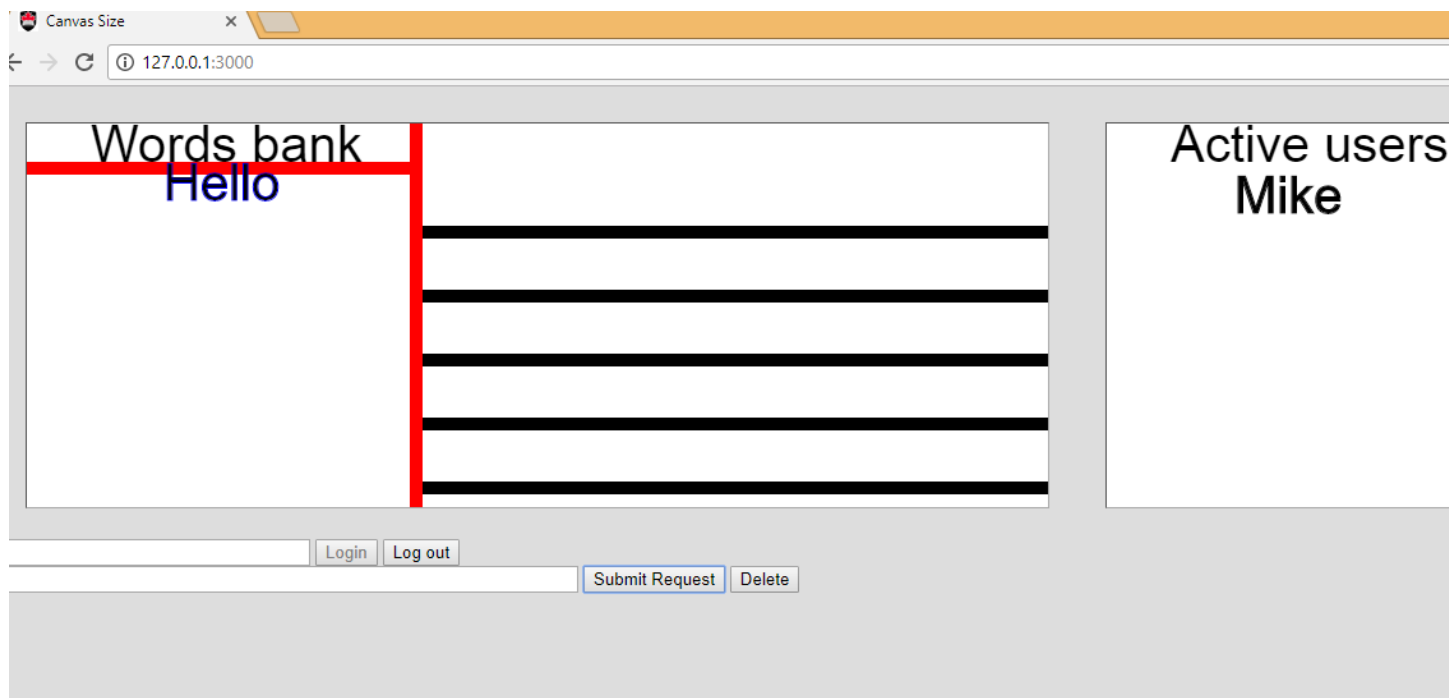 Canvas Size
127.0.0.1:3000
Words bank
Hello
Active users
Mike
Login Log out
Submit Request Delete